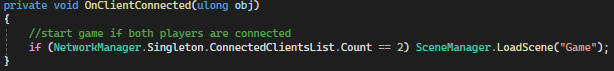 private void OnClientConnected(ulong obj)
{
//start game if both players are connected
if (NetworkManager.Singleton.ConnectedClientsList.Count == 2) SceneManager.LoadScene("Game");
}